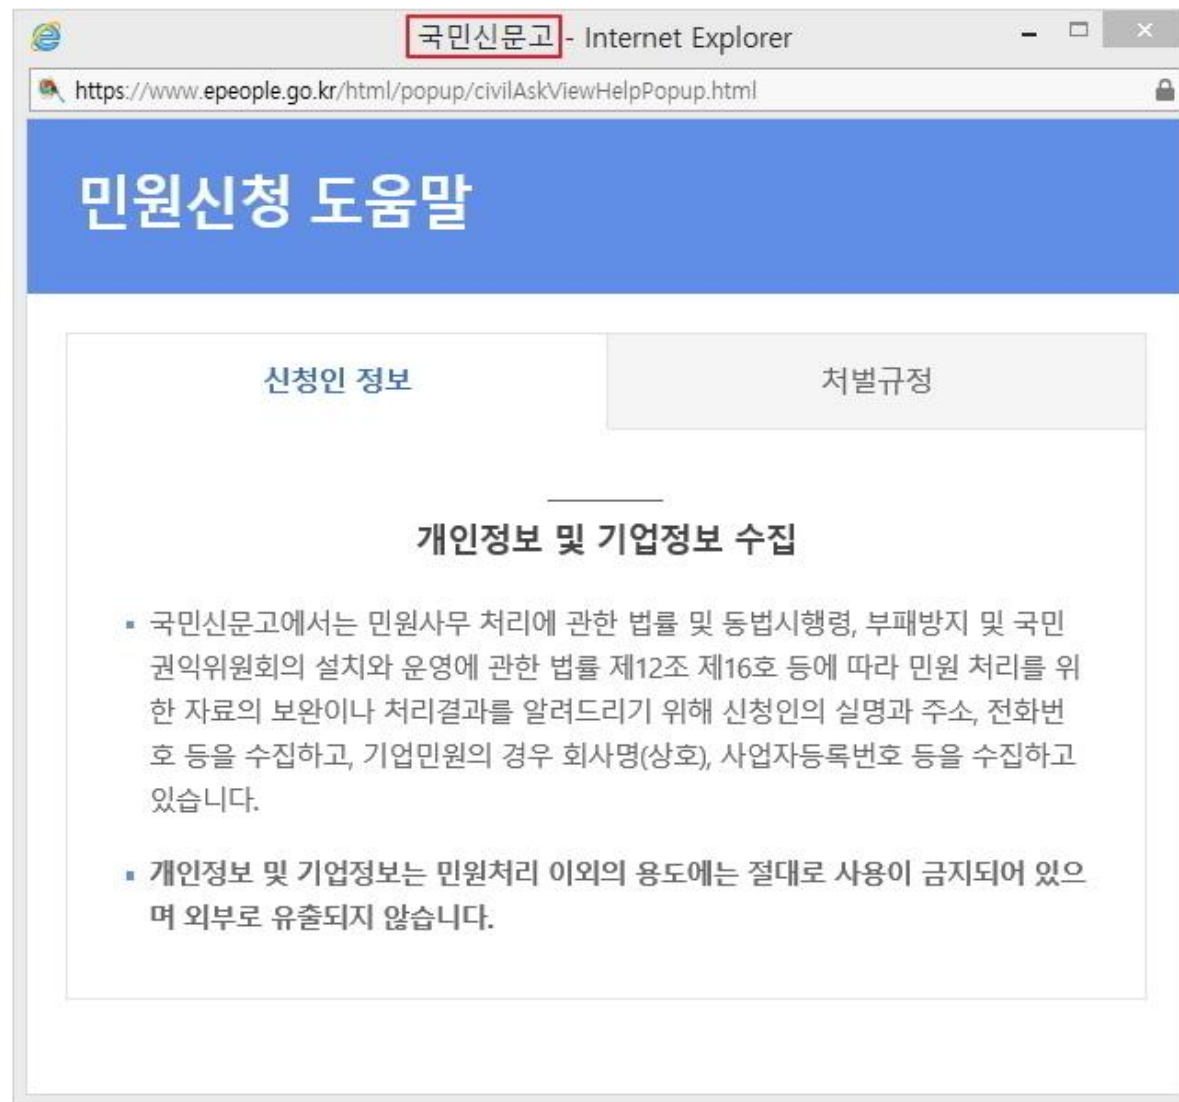 국민신문고 - Internet Explorer
https://www.epeople.go.kr/html/popup/civilAskViewHelpPopup.html
민원신청 도움말
신청인 정보
처벌규정
개인정보 및 기업정보 수집
국민신문고에서는 민원사무 처리에 관한 법률 및 동법시행령, 부패방지 및 국민
권익위원회의 설치와 운영에 관한 법률 제12조 제16호 등에 따라 민원 처리를 위
한 자료의 보완이나 처리결과를 알려드리기 위해 신청인의 실명과 주소, 전화번
호 등을 수집하고, 기업민원의 경우 회사명(상호), 사업자등록번호 등을 수집하고
있습니다.
개인정보 및 기업정보는 민원처리 이외의 용도에는 절대로 사용이 금지되어 있으
며 외부로 유출되지 않습니다.